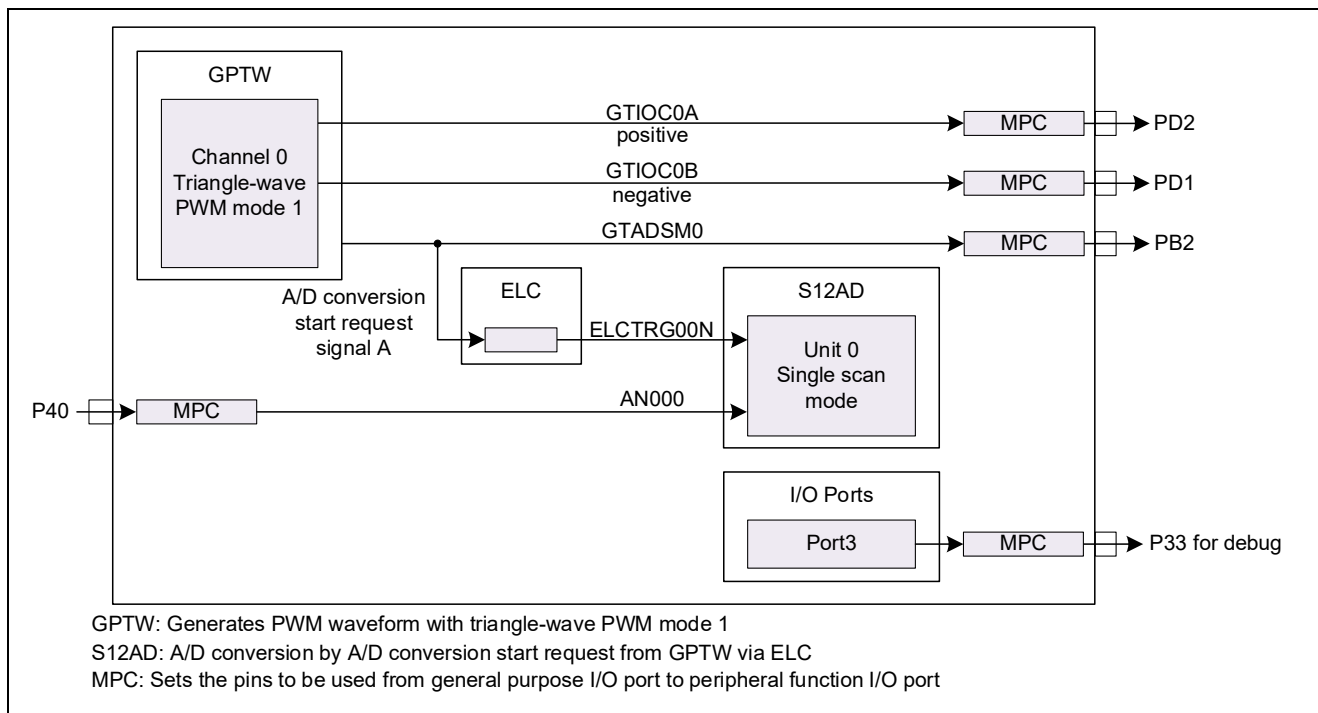 GPTW
Channel 0
Triangle-wave
PWM mode 1
GTIOC0A
positive
MPC
PD2
GTIOC0B
negative
MPC
PD1
GTADSM0
MPC
PB2
A/D conversion
start request
signal A
ELC
ELCTRG00N
S12AD
Unit 0
Single scan
mode
P40
MPC
AN000
I/O Ports
Port3
MPC
P33 for debug
GPTW: Generates PWM waveform with triangle-wave PWM mode 1
S12AD: A/D conversion by A/D conversion start request from GPTW via ELC
MPC: Sets the pins to be used from general purpose I/O port to peripheral function I/O port